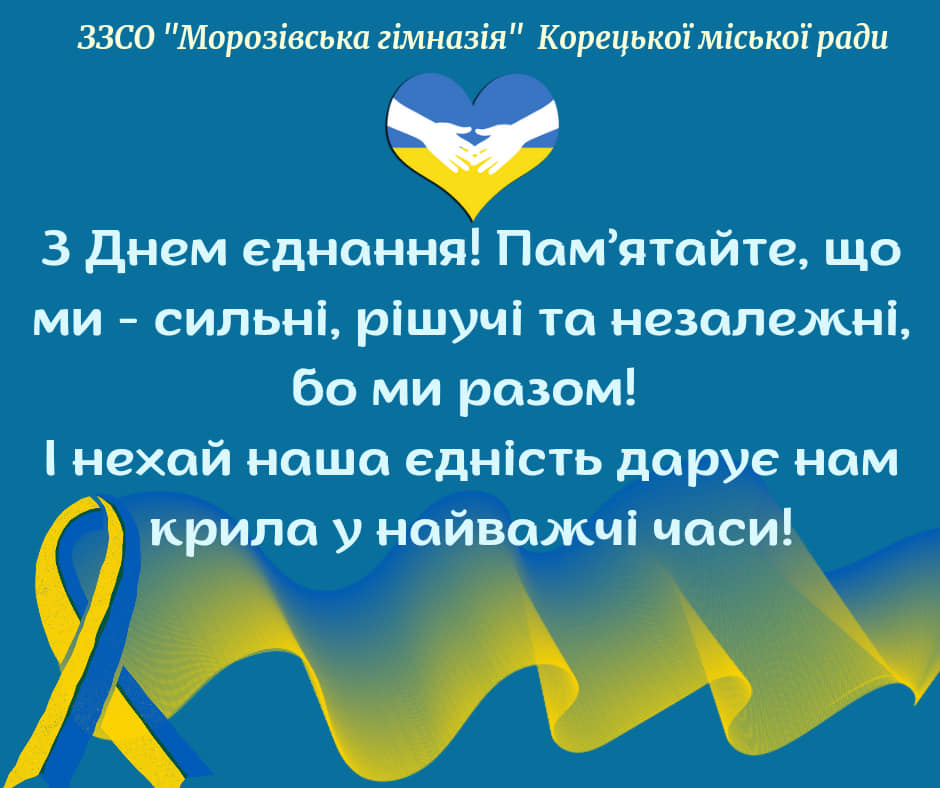 ЗЗСО "Морозівська гімназія" Корецької міської ради
З Днем єднання! Пам’ятайте, що
ми - сильні, рішучі та незалежні,
бо ми разом!
І нехай наша єдність дарує нам
крила у найважчі часи!